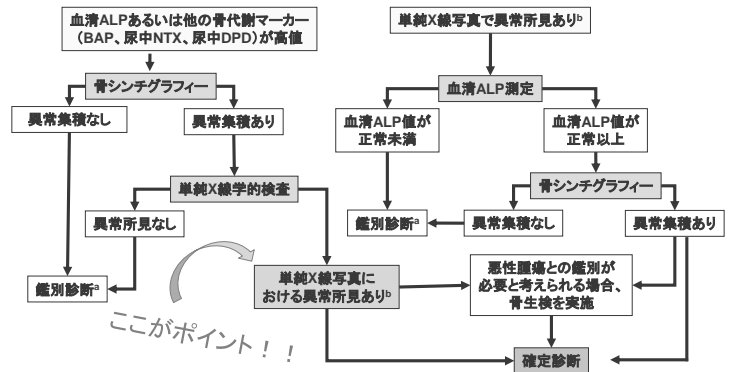 血清ALPあるいは他の骨代謝マーカー
（BAP、尿中NTX、尿中DPD）が高値
単純X線写真で異常所見ありb
骨シンチグラフィー
血清ALP測定
異常集積なし
異常集積あり
血清ALP値が
正常未満
血清ALP値が
正常以上
単純X線学的検査
骨シンチグラフィー
異常所見なし
鑑別診断a
異常集積なし
異常集積あり
鑑別診断a
単純X線写真に
おける異常所見ありb
悪性腫瘍との鑑別が
必要と考えられる場合、
骨生検を実施
ここがポイント！！
確定診断